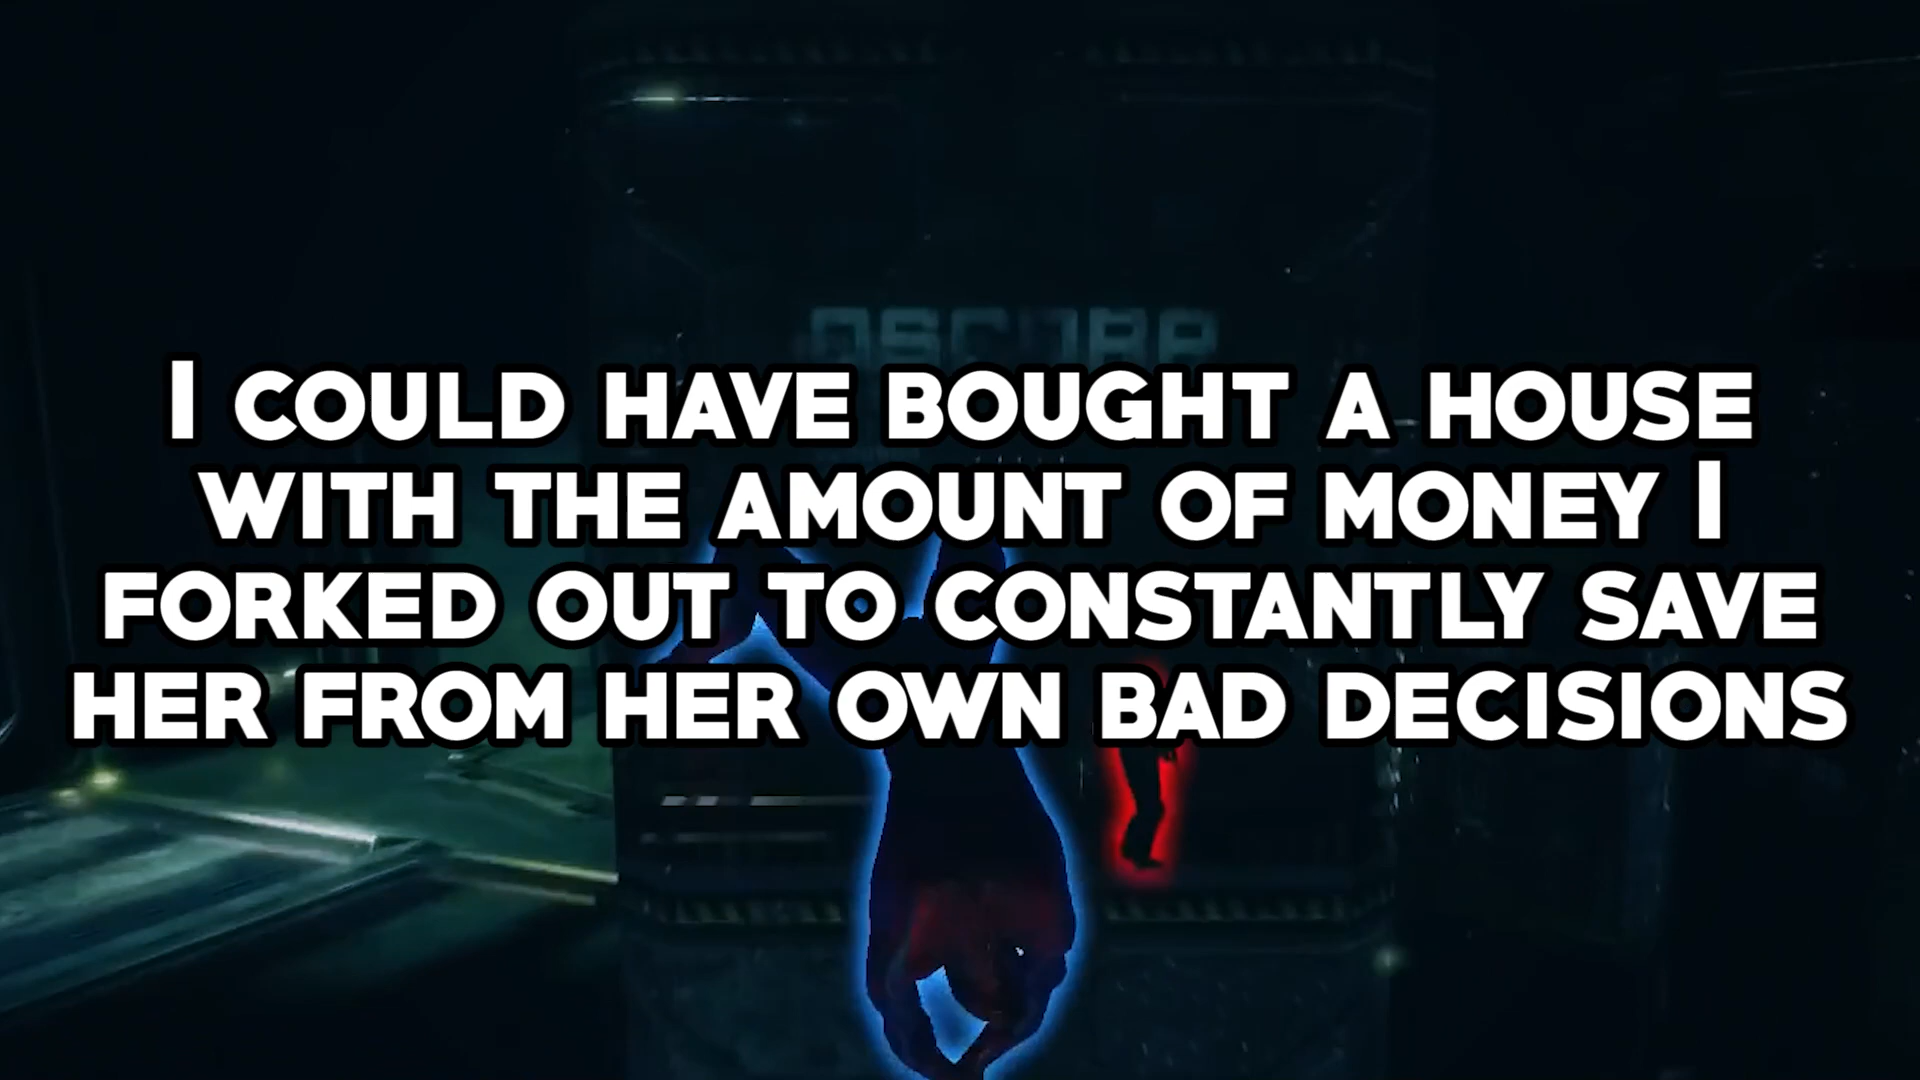 OSCORP
I COULD HAVE BOUGHT A HOUSE
WITH THE AMOUNT OF MONEY I
FORKED OUT TO CONSTANTLY SAVE
HER FROM HER OWN BAD DECISIONS